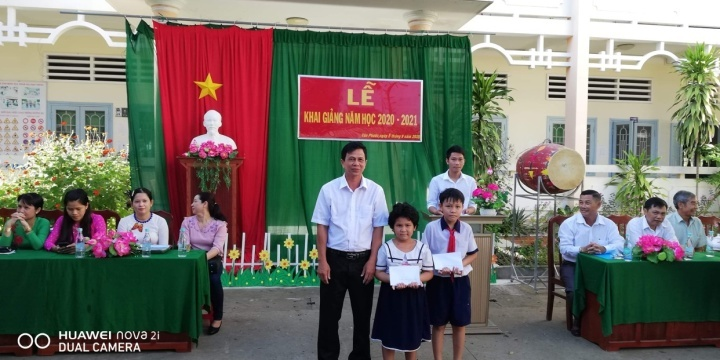 LỄ
KHAI GIẢNG NĂM HỌC 2020 - 2021
HUAWEI nova 2i
DUAL CAMERA